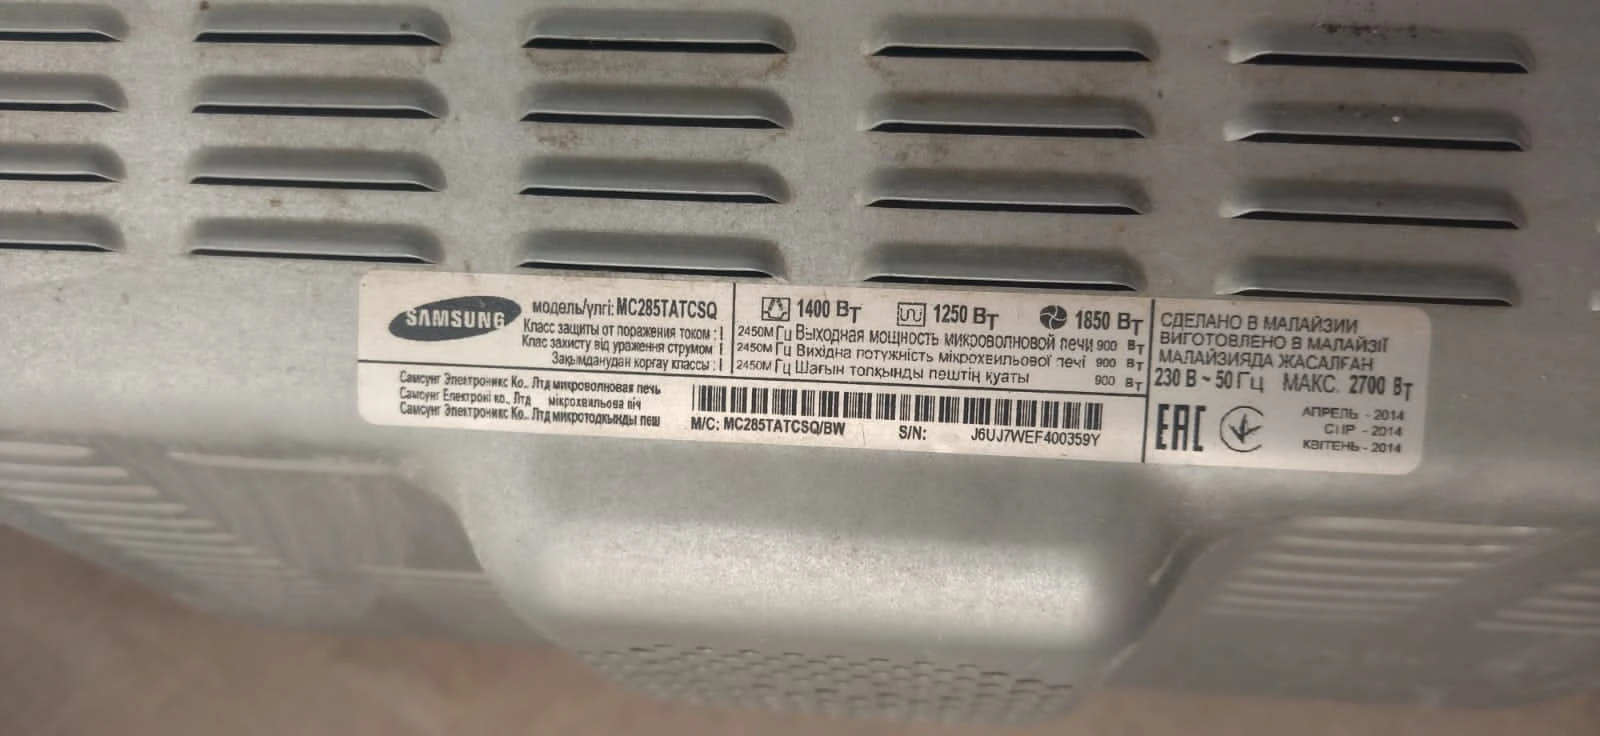 SAMSUNG
модель/үлгі: MC285TATCSQ
Класс защиты от поражения током : I
Клас захисту від ураження струмом I
Зақымданудан қорғау классы : I
1400 Вт 1250 Вт 1850 Вт
2450М Гц Выходная мощность микроволновой печи 900 Вт
2450М Гц Вихідна потужність мікрохвильової печі 900 Вт
2450М Гц Шағын толқынды пештің қуаты 900 Вт
СДЕЛАНО В МАЛАЙЗИИ
ВИГОТОВЛЕНО В МАЛАЙЗІЇ
МАЛАЙЗИЯДА ЖАСАЛҒАН
230 В ~ 50 Гц МАКС. 2700 Вт
Самсунг Электроникс Ко., Лтд микроволновая печь
Самсунг Електроні ко., Лтд мікрохвильова піч
Самсунг Электроникс Ко., Лтд микротодкынды пеш
M/C: MC285TATCSQ/BW S/N: J6UJ7WEF400359Y
EAC
АПРЕЛЬ - 2014
СІІР - 2014
КВІТЕНЬ - 2014